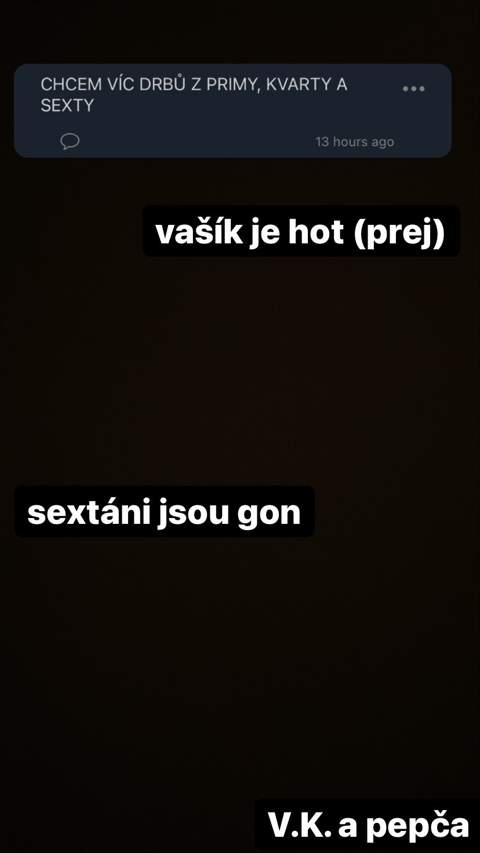 CHCEM VÍC DRBŮ Z PRIMY, KVARTY A
SEXTY
13 hours ago
vašík je hot (prej)
sextáni jsou gon
V.K. a pepča